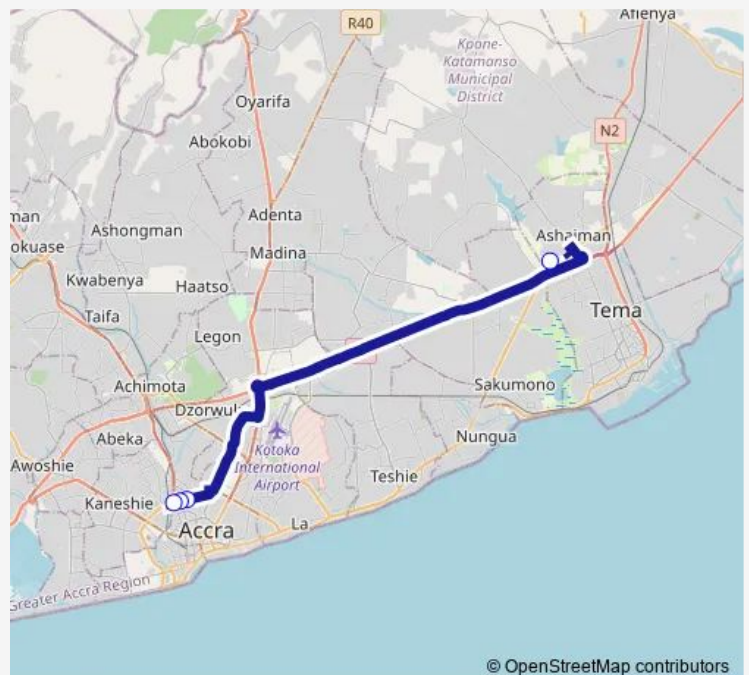 R40
Afienya
Kpone-
Katamanso
Municipal
District
Oyarifa
N2
Abokobi
man
Adenta
Ashongman
Ashaiman
okuase
Madina
Kwabenya
Haatso
Taifa
Tema
Legon
Achimota
Sakumono
Dzorwul
Abeka
Nungua
Kotoka
International
Airport
Awoshie
Teshie
Kaneshie
La
Accra
Greater Accra Region
© OpenStreetMap contributors